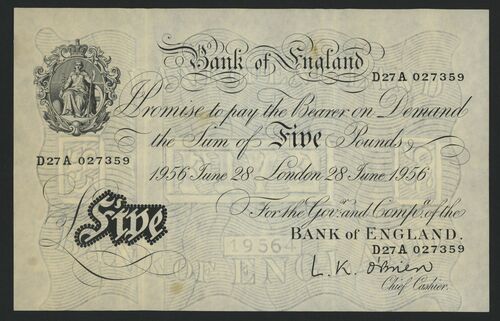 Bank of England
D27A 027359
I Promise to pay the Bearer on Demand
the Sum of Five Pounds
D27A 027359
1956 June 28 London 28 June 1956
Five
For the Govr. and Compa. of the
BANK OF ENGLAND.
D27A 027359
1956
OF ENGLA
L. K. O'Brien
Chief Cashier.